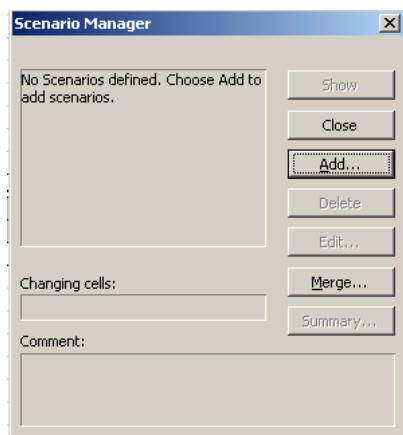 Scenario Manager
No Scenarios defined. Choose Add to
add scenarios.
Show
Close
Add...
Delete
Edit...
Changing cells:
Merge...
Summary...
Comment: